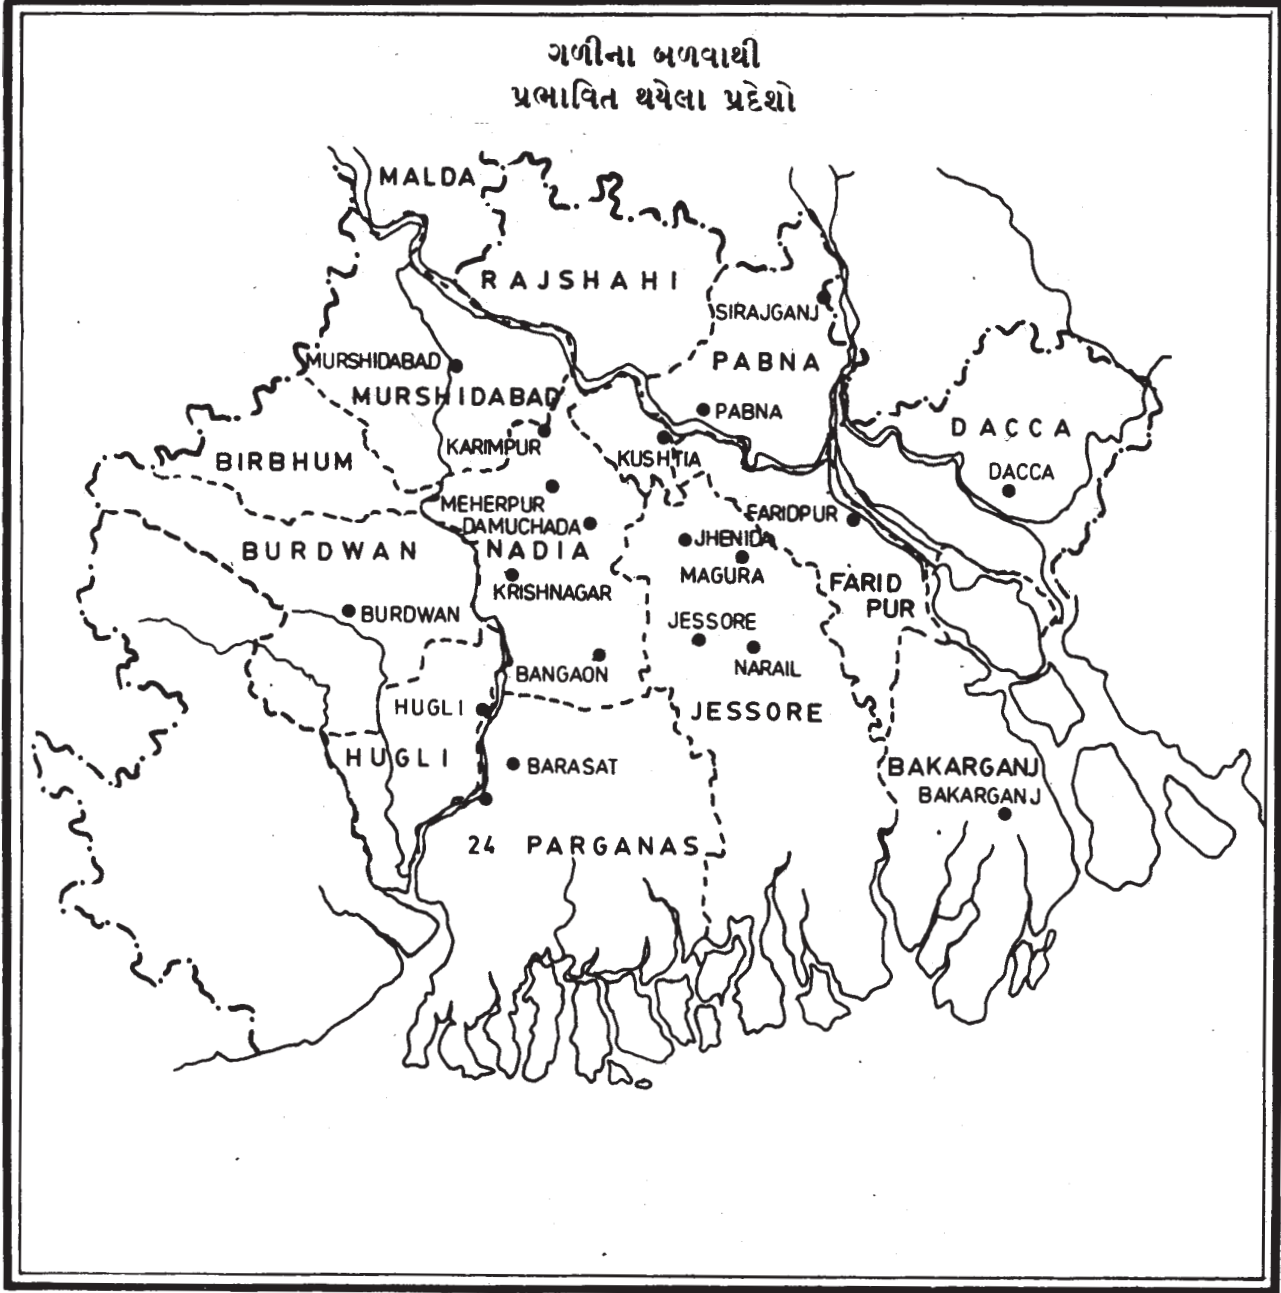 ગળીના બળવાથી
પ્રભાવિત થયેલા પ્રદેશો
MALDA
RAJSHAHI
SIRAJGANJ
MURSHIDABAD
PABNA
MURSHIDABAD
PABNA
DACCA
KARIMPUR
KUSHTIA
BIRBHUM
DACCA
MEHERPUR
FARIDPUR
DAMUCHADA
JHENIDA
BURDWAN
NADIA
MAGURA
KRISHNAGAR
FARID
PUR
BURDWAN
JESSORE
BANGAON
NARAIL
HUGLI
JESSORE
HUGLI
BARASAT
BAKARGANJ
BAKARGANJ
24 PARGANAS